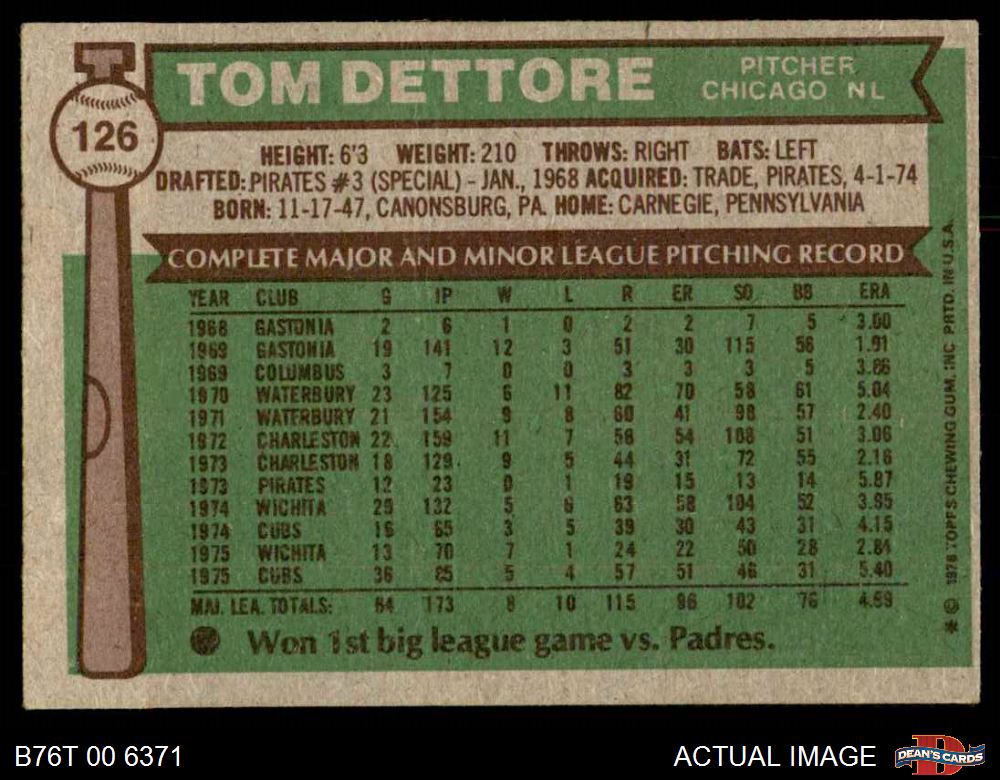 TOM DETTORE
PITCHER
CHICAGO NL
126
HEIGHT: 6'3 WEIGHT: 210 THROWS: RIGHT BATS: LEFT
DRAFTED: PIRATES #3 (SPECIAL) - JAN., 1968 ACQUIRED: TRADE, PIRATES, 4-1-74
BORN: 11-17-47, CANONSBURG, PA. HOME: CARNEGIE, PENNSYLVANIA
COMPLETE MAJOR AND MINOR LEAGUE PITCHING RECORD
YEAR CLUB G IP W L R ER SO BB ERA
1968 GASTONIA 2 6 1 0 2 2 7 5 3.00
1969 GASTONIA 19 141 12 3 51 30 115 56 1.91
1969 COLUMBUS 3 7 0 0 3 3 3 5 3.86
1970 WATERBURY 23 125 6 11 82 70 58 61 5.04
1971 WATERBURY 21 154 9 8 60 41 98 57 2.40
1972 CHARLESTON 22 159 11 7 58 54 108 51 3.06
1973 CHARLESTON 18 129 9 5 44 31 72 55 2.16
1973 PIRATES 12 23 0 1 19 15 13 14 5.87
1974 WICHITA 25 132 5 6 63 58 104 52 3.95
1974 CUBS 16 65 3 5 39 30 43 31 4.15
1975 WICHITA 13 70 7 1 24 22 50 28 2.84
1975 CUBS 36 85 5 4 57 51 46 31 5.40
MAJ. LEA. TOTALS: 64 173 8 10 115 96 102 76 4.99
Won 1st big league game vs. Padres.
* © 1976 TOPPS CHEWING GUM, INC PRTD. IN U.S.A.
B76T 00 6371
ACTUAL IMAGE
D
DEAN'S CARDS